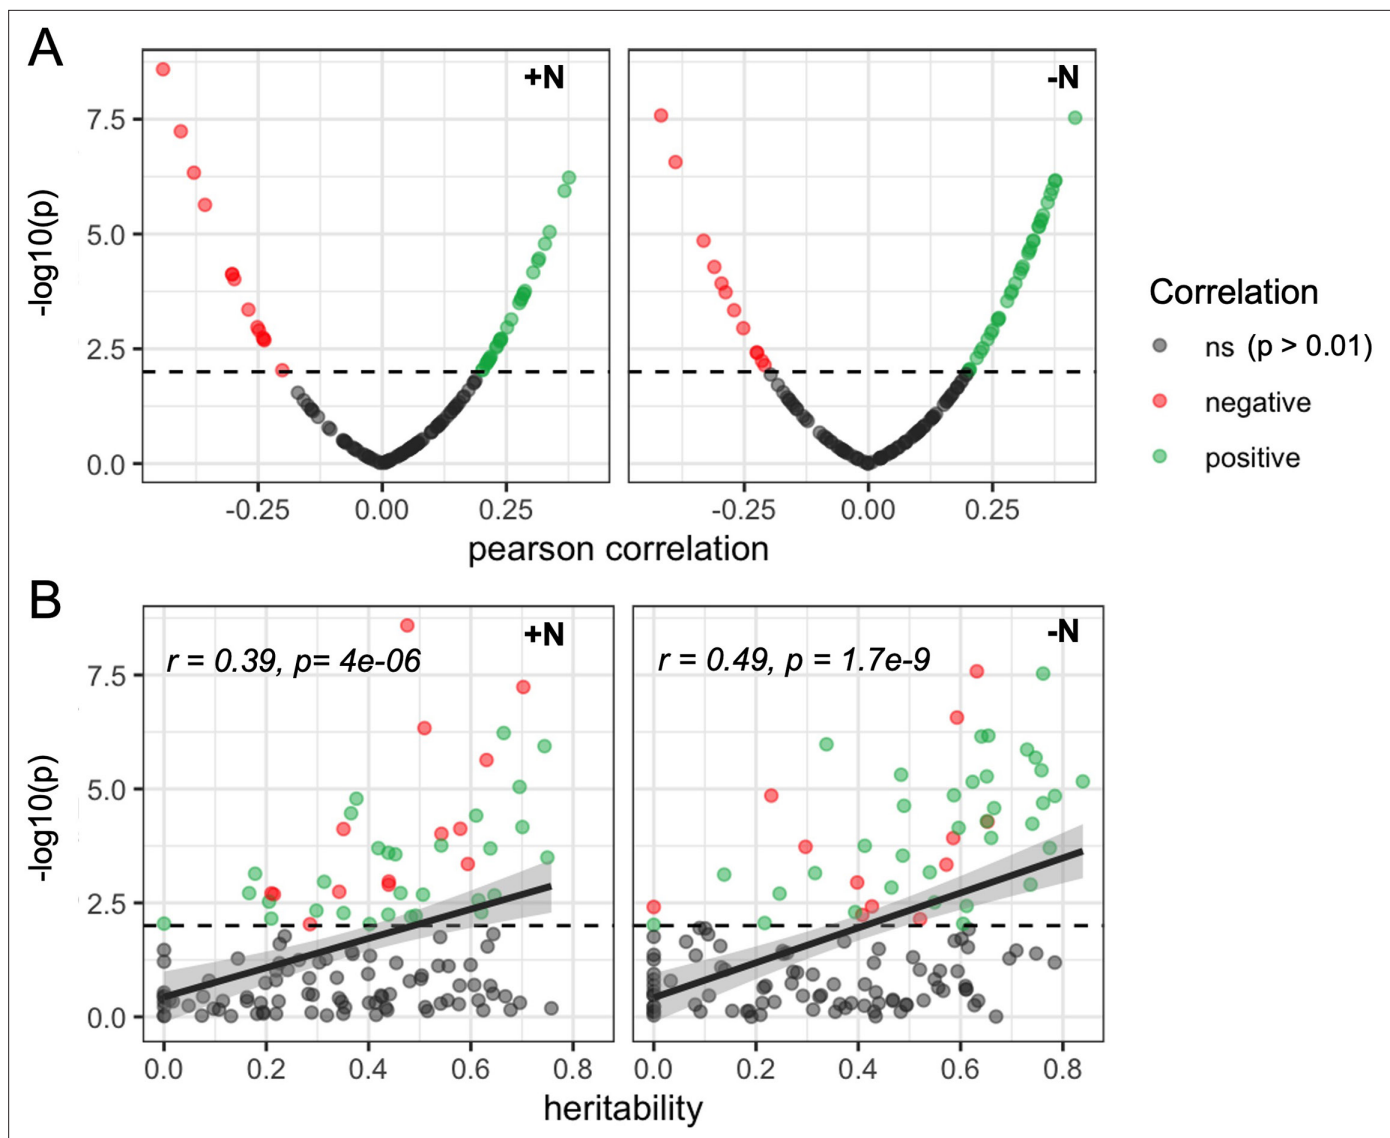 A
+N
-N
7.5
5.0
2.5
0.0
-log10(p)
-0.25 0.00 0.25
-0.25 0.00 0.25
pearson correlation
Correlation
ns (p > 0.01)
negative
positive
B
+N
-N
r = 0.39, p= 4e-06
r = 0.49, p = 1.7e-9
7.5
5.0
2.5
0.0
-log10(p)
0.0 0.2 0.4 0.6 0.8
0.0 0.2 0.4 0.6 0.8
heritability